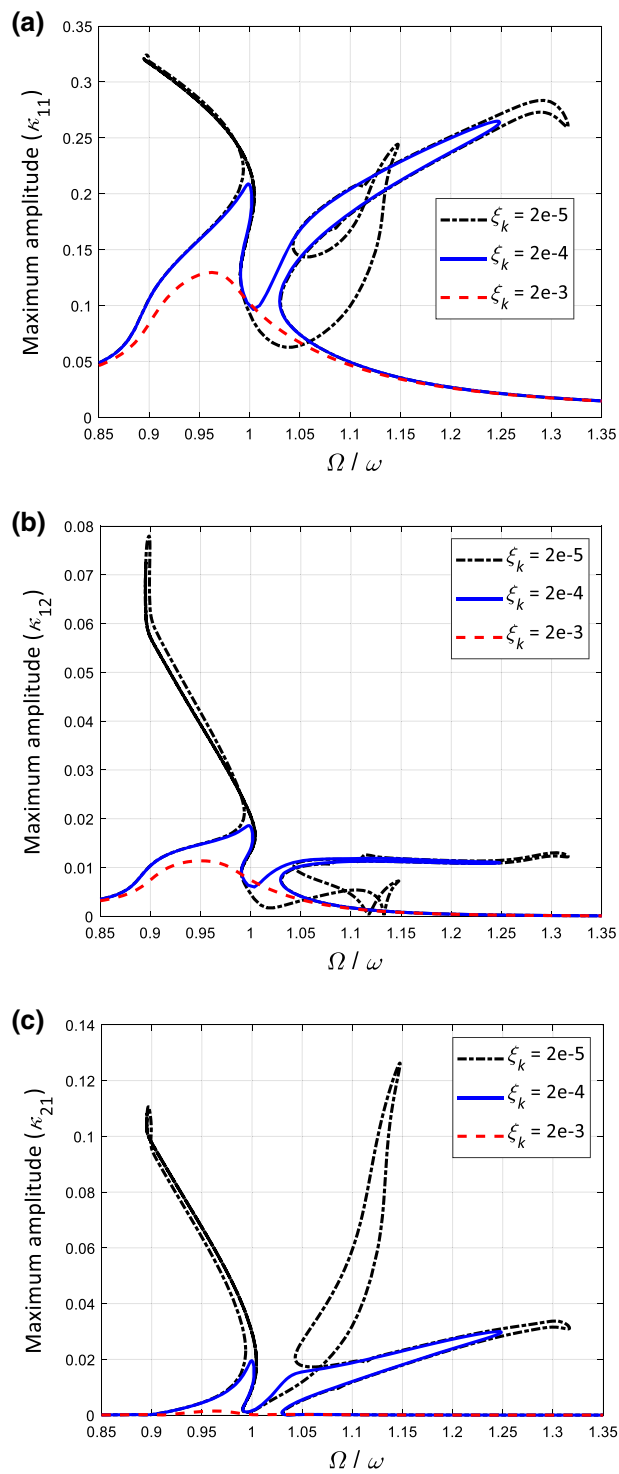 (a)
Maximum amplitude (κ₁₁)
0.35
0.3
0.25
0.2
0.15
0.1
0.05
0
ξₖ = 2e-5
ξₖ = 2e-4
ξₖ = 2e-3
0.85 0.9 0.95 1 1.05 1.1 1.15 1.2 1.25 1.3 1.35
Ω / ω
(b)
Maximum amplitude (κ₁₂)
0.08
0.07
0.06
0.05
0.04
0.03
0.02
0.01
0
ξₖ = 2e-5
ξₖ = 2e-4
ξₖ = 2e-3
0.85 0.9 0.95 1 1.05 1.1 1.15 1.2 1.25 1.3 1.35
Ω / ω
(c)
Maximum amplitude (κ₂₁)
0.14
0.12
0.1
0.08
0.06
0.04
0.02
0
ξₖ = 2e-5
ξₖ = 2e-4
ξₖ = 2e-3
0.85 0.9 0.95 1 1.05 1.1 1.15 1.2 1.25 1.3 1.35
Ω / ω